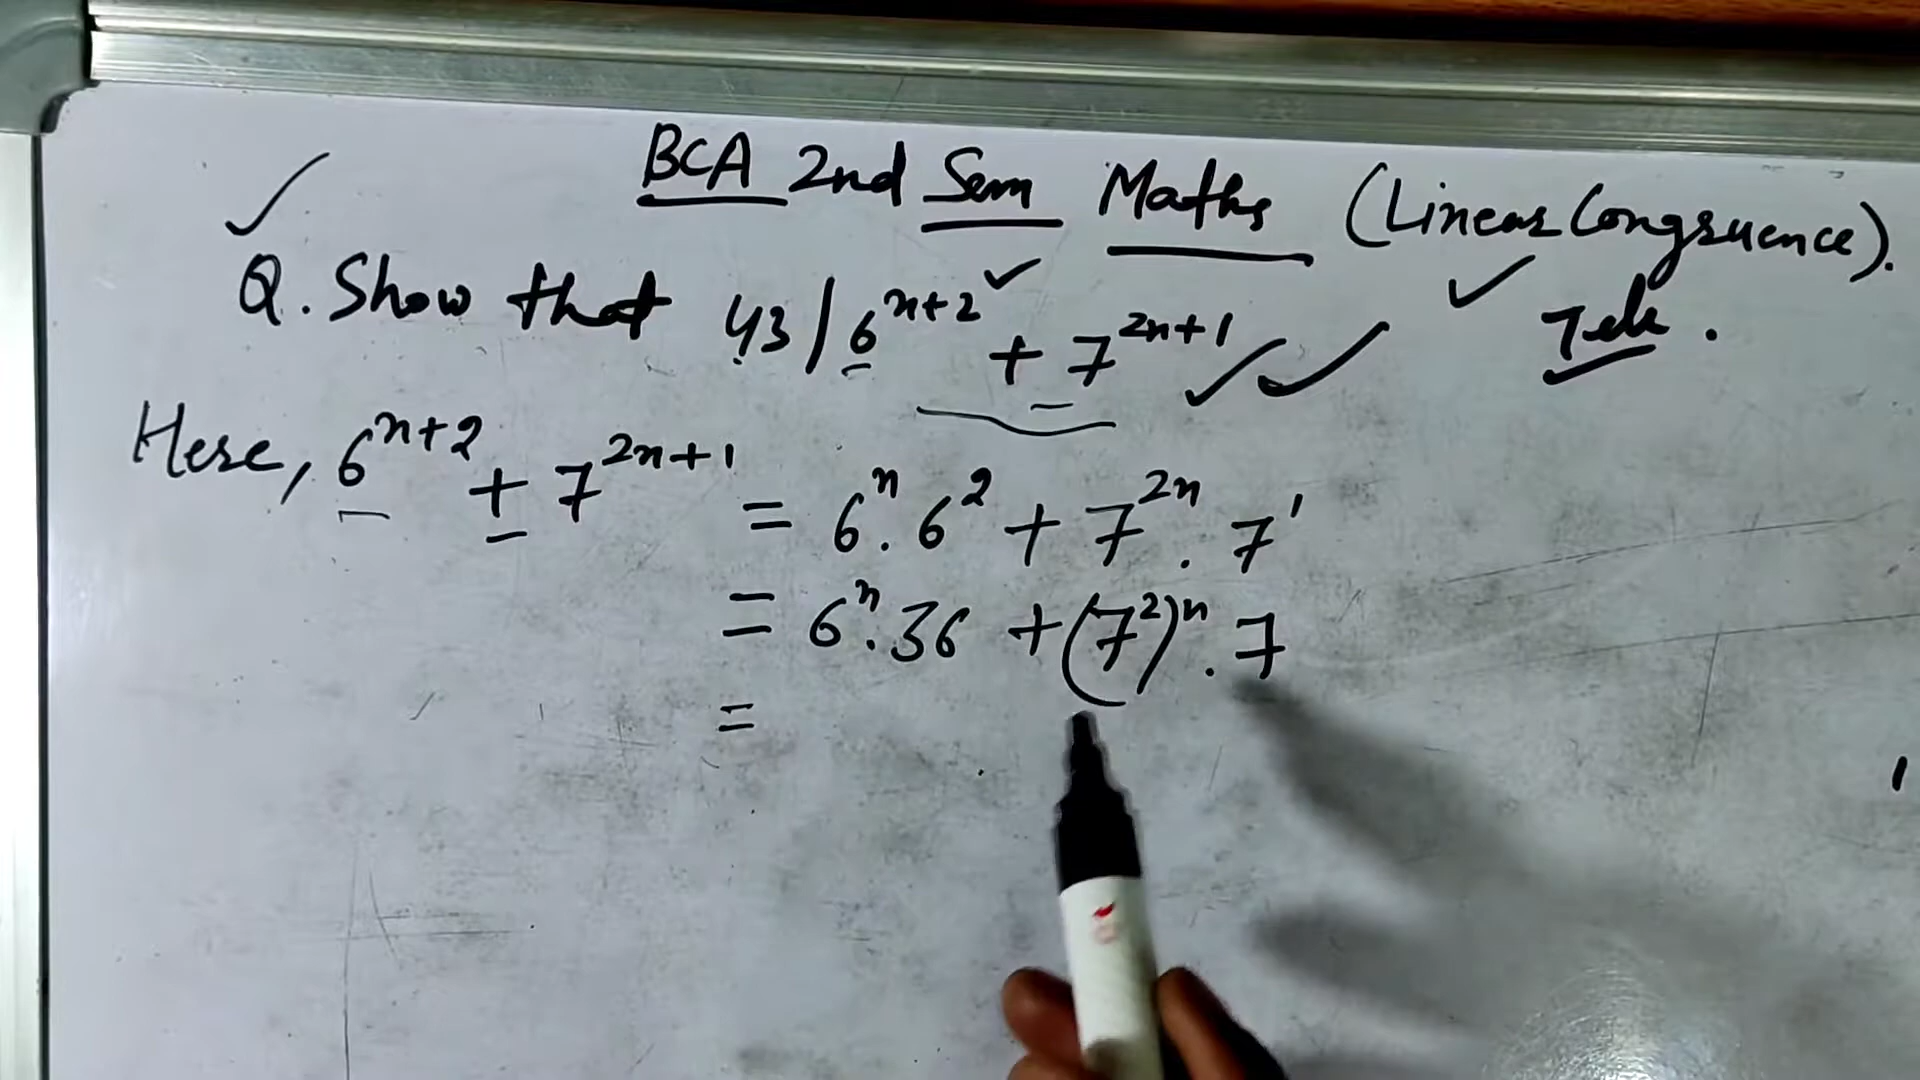 BCA 2nd Sem Maths (Linear Congruence).
Q. Show that 43 / 6^{n+2} + 7^{2n+1}
Here, 6^{n+2} + 7^{2n+1} = 6^n . 6^2 + 7^{2n} . 7^1
= 6^n . 36 + (7^2)^n . 7
=